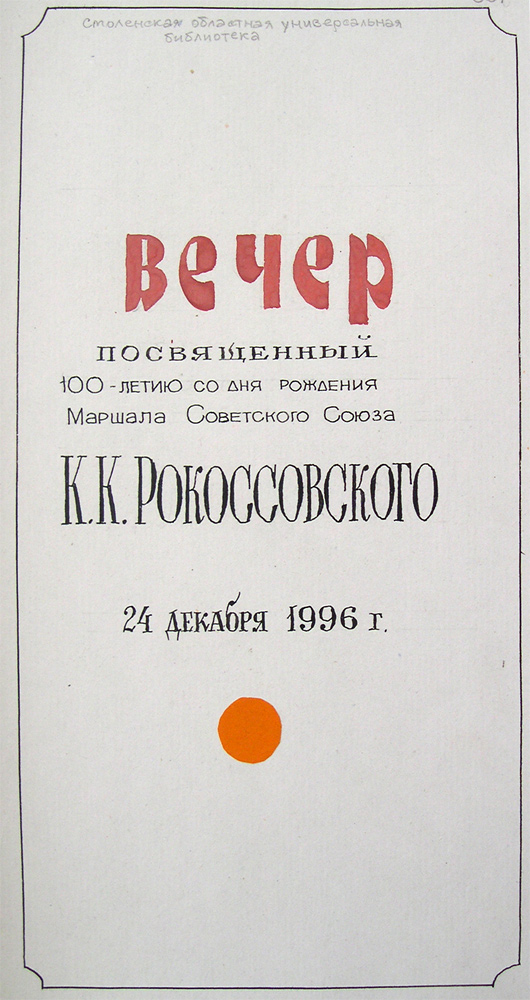 Смоленская областная универсальная
библиотека
вечер
посвященный
100-летию со дня рождения
Маршала Советского Союза
К.К. Рокоссовского
24 декабря 1996 г.